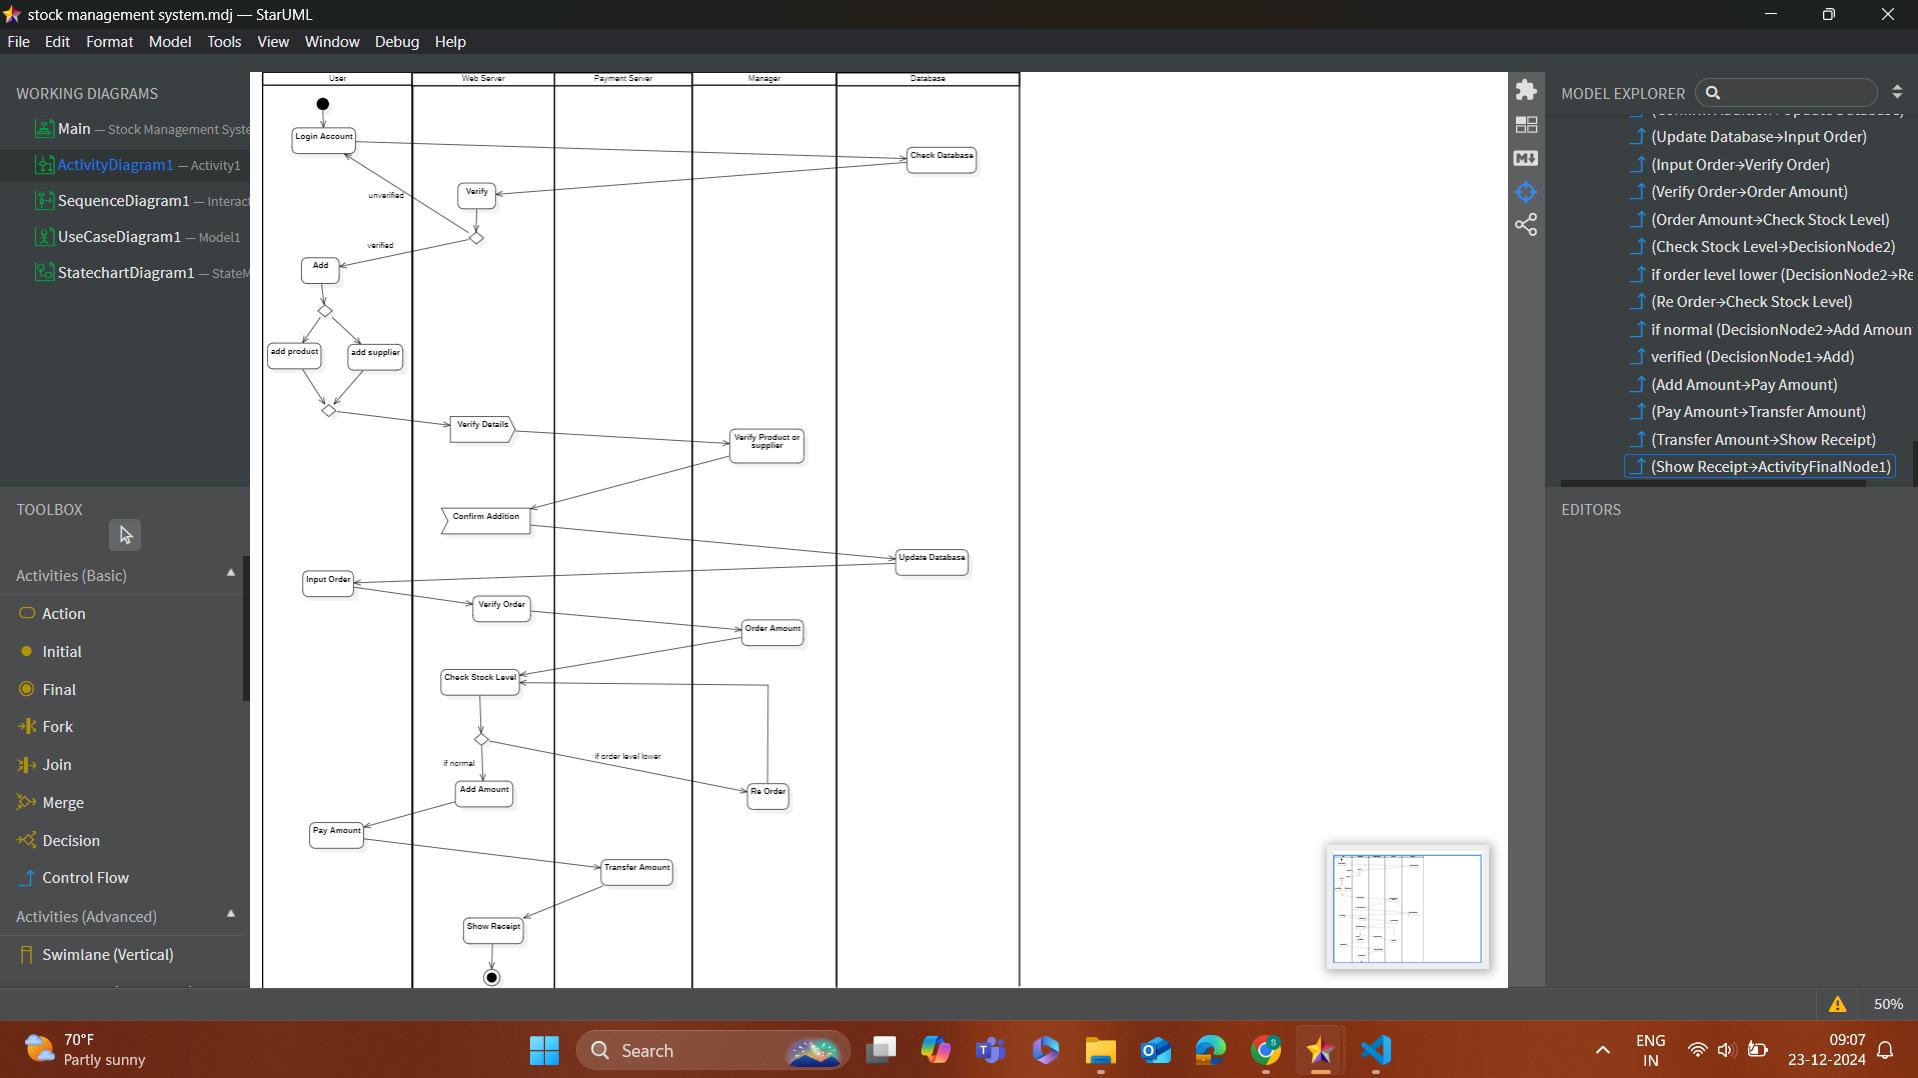 stock management system.mdj — StarUML
File Edit Format Model Tools View Window Debug Help
WORKING DIAGRAMS
Main — Stock Management Syste
ActivityDiagram1 — Activity1
SequenceDiagram1 — Interac
UseCaseDiagram1 — Model1
StatechartDiagram1 — StateM
TOOLBOX
Activities (Basic)
Action
Initial
Final
Fork
Join
Merge
Decision
Control Flow
Activities (Advanced)
Swimlane (Vertical)
User Web Server Payment Server Manager Database
Login Account
Check Database
unverified
Verify
verified
Add
add product
add supplier
Verify Details
Verify Product or
supplier
Confirm Addition
Update Database
Input Order
Verify Order
Order Amount
Check Stock Level
if order level lower
if normal
Add Amount
Re Order
Pay Amount
Transfer Amount
Show Receipt
MODEL EXPLORER
(Update Database→Input Order)
(Input Order→Verify Order)
(Verify Order→Order Amount)
(Order Amount→Check Stock Level)
(Check Stock Level→DecisionNode2)
if order level lower (DecisionNode2→Re
(Re Order→Check Stock Level)
if normal (DecisionNode2→Add Amoun
verified (DecisionNode1→Add)
(Add Amount→Pay Amount)
(Pay Amount→Transfer Amount)
(Transfer Amount→Show Receipt)
(Show Receipt→ActivityFinalNode1)
EDITORS
50%
70°F
Partly sunny
Search
ENG
IN
09:07
23-12-2024